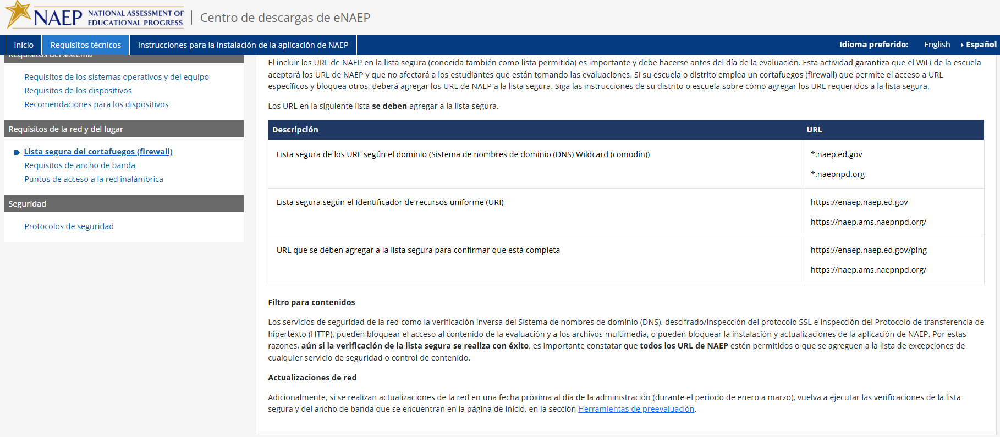 NAEP NATIONAL ASSESSMENT OF
EDUCATIONAL PROGRESS
Centro de descargas de eNAEP
Inicio
Requisitos técnicos
Instrucciones para la instalación de la aplicación de NAEP
Idioma preferido:
English
Español
Requisitos del sistema
Requisitos de los sistemas operativos y del equipo
Requisitos de los dispositivos
Recomendaciones para los dispositivos
Requisitos de la red y del lugar
Lista segura del cortafuegos (firewall)
Requisitos de ancho de banda
Puntos de acceso a la red inalámbrica
Seguridad
Protocolos de seguridad
El incluir los URL de NAEP en la lista segura (conocida también como lista permitida) es importante y debe hacerse antes del día de la evaluación. Esta actividad garantiza que el WiFi de la escuela
aceptará los URL de NAEP y que no afectará a los estudiantes que están tomando las evaluaciones. Si su escuela o distrito emplea un cortafuegos (firewall) que permite el acceso a URL
específicos y bloquea otros, deberá agregar los URL de NAEP a la lista segura. Siga las instrucciones de su distrito o escuela sobre cómo agregar los URL requeridos a la lista segura.
Los URL en la siguiente lista se deben agregar a la lista segura.
Descripción
URL
Lista segura de los URL según el dominio (Sistema de nombres de dominio (DNS) Wildcard (comodín))
*.naep.ed.gov
*.naepnpd.org
Lista segura según el Identificador de recursos uniforme (URI)
https://enaep.naep.ed.gov
https://naep.ams.naepnpd.org/
URL que se deben agregar a la lista segura para confirmar que está completa
https://enaep.naep.ed.gov/ping
https://naep.ams.naepnpd.org/
Filtro para contenidos
Los servicios de seguridad de la red como la verificación inversa del Sistema de nombres de dominio (DNS), descifrado/inspección del protocolo SSL e inspección del Protocolo de transferencia de
hipertexto (HTTP), pueden bloquear el acceso al contenido de la evaluación y a los archivos multimedia, o pueden bloquear la instalación y actualizaciones de la aplicación de NAEP. Por estas
razones, aún si la verificación de la lista segura se realiza con éxito, es importante constatar que todos los URL de NAEP estén permitidos o que se agreguen a la lista de excepciones de
cualquier servicio de seguridad o control de contenido.
Actualizaciones de red
Adicionalmente, si se realizan actualizaciones de la red en una fecha próxima al día de la administración (durante el periodo de enero a marzo), vuelva a ejecutar las verificaciones de la lista
segura y del ancho de banda que se encuentran en la página de Inicio, en la sección Herramientas de preevaluación.